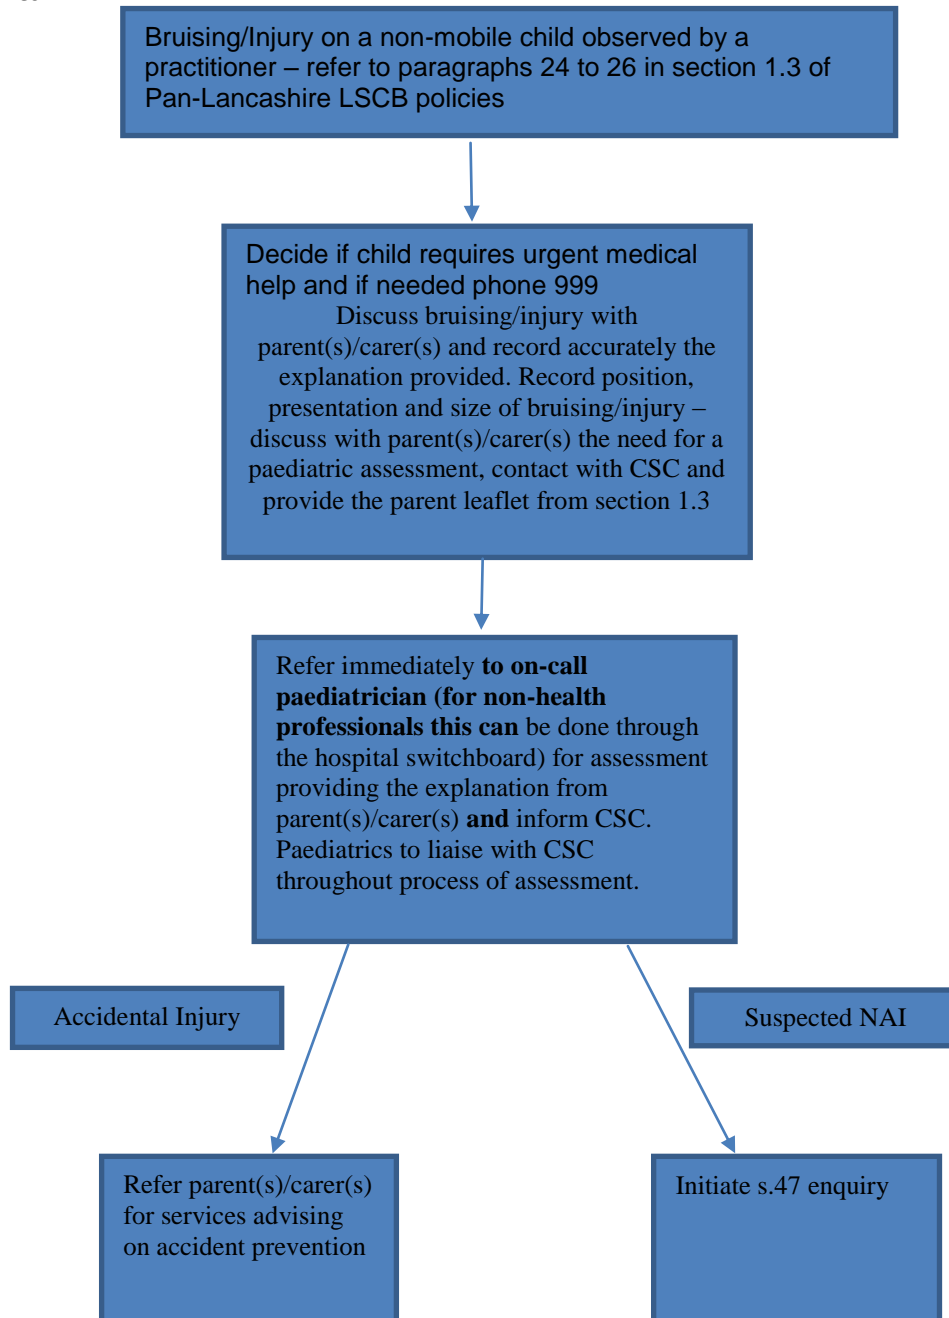 Bruising/Injury on a non-mobile child observed by a
practitioner – refer to paragraphs 24 to 26 in section 1.3 of
Pan-Lancashire LSCB policies
Decide if child requires urgent medical
help and if needed phone 999
Discuss bruising/injury with
parent(s)/carer(s) and record accurately the
explanation provided. Record position,
presentation and size of bruising/injury –
discuss with parent(s)/carer(s) the need for a
paediatric assessment, contact with CSC and
provide the parent leaflet from section 1.3
Refer immediately to on-call
paediatrician (for non-health
professionals this can be done through
the hospital switchboard) for assessment
providing the explanation from
parent(s)/carer(s) and inform CSC.
Paediatrics to liaise with CSC
throughout process of assessment.
Accidental Injury
Suspected NAI
Refer parent(s)/carer(s)
for services advising
on accident prevention
Initiate s.47 enquiry